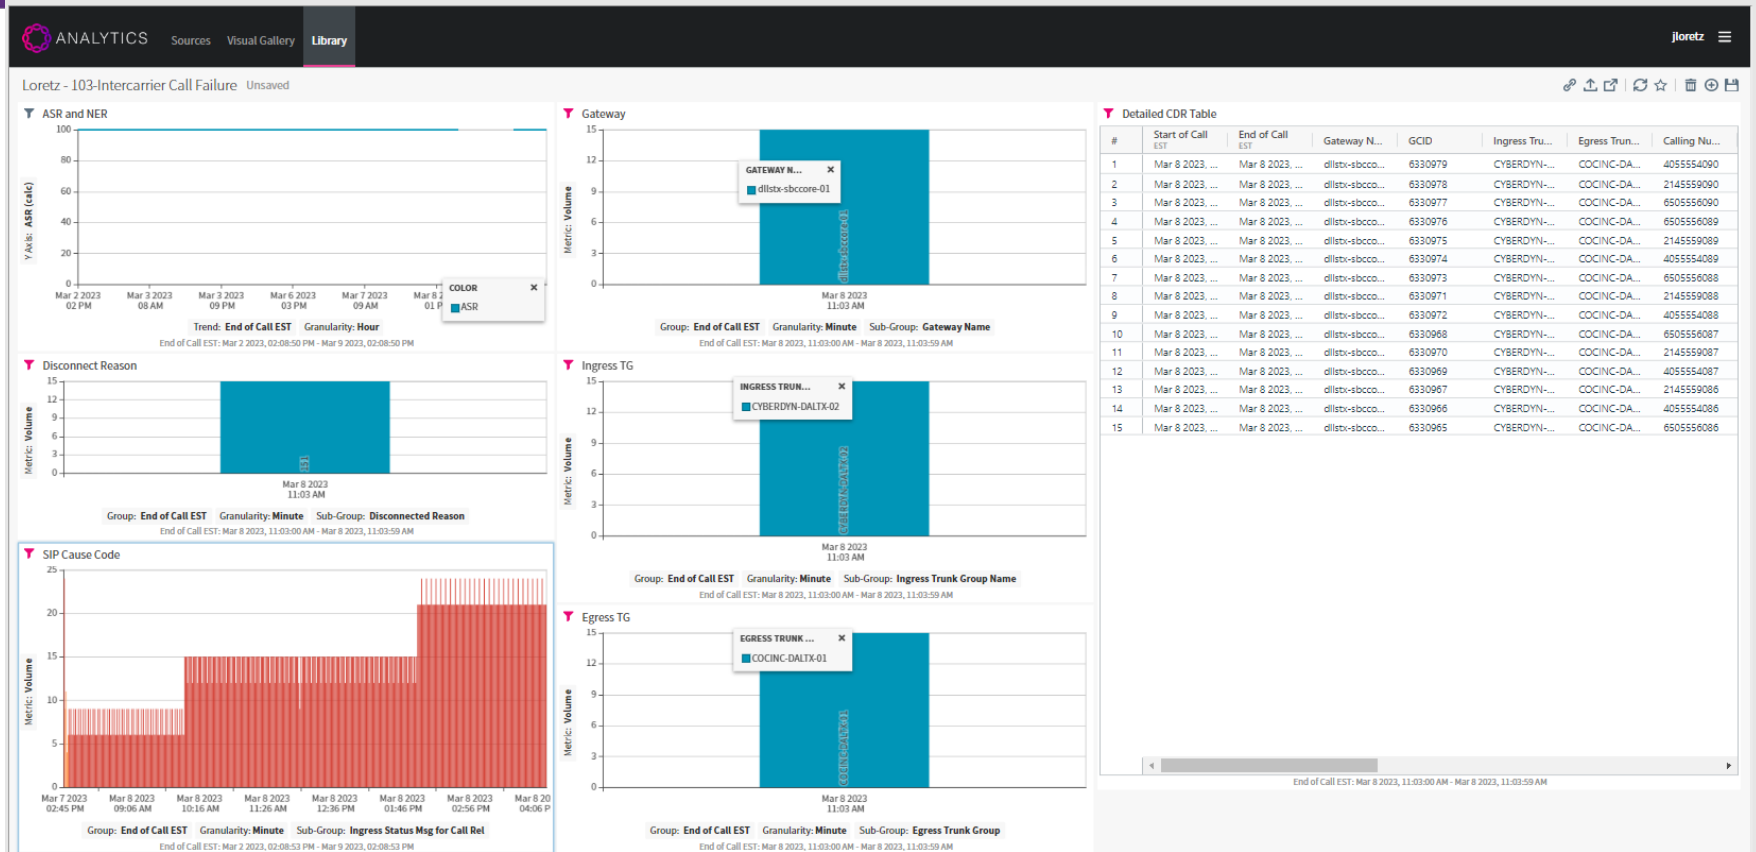 ANALYTICS Sources Visual Gallery Library jloretz
Loretz - 103-Intercarrier Call Failure Unsaved
ASR and NER
100
80
60
40
20
0
Y Axis: ASR (calc)
Mar 2 2023 02 PM
Mar 3 2023 08 AM
Mar 3 2023 09 PM
Mar 6 2023 03 PM
Mar 7 2023 09 AM
Mar 8 2 01 P
COLOR ×
ASR
Trend: End of Call EST Granularity: Hour
End of Call EST: Mar 2 2023, 02:08:50 PM - Mar 9 2023, 02:08:50 PM
Disconnect Reason
15
12
9
6
3
0
Metric: Volume
Mar 8 2023
11:03 AM
Group: End of Call EST Granularity: Minute Sub-Group: Disconnected Reason
End of Call EST: Mar 8 2023, 11:03:00 AM - Mar 8 2023, 11:03:59 AM
SIP Cause Code
25
20
15
10
5
0
Metric: Volume
Mar 7 2023 02:45 PM
Mar 8 2023 09:06 AM
Mar 8 2023 10:16 AM
Mar 8 2023 11:26 AM
Mar 8 2023 12:36 PM
Mar 8 2023 01:46 PM
Mar 8 2023 02:56 PM
Mar 8 20 04:06 P
Group: End of Call EST Granularity: Minute Sub-Group: Ingress Status Msg for Call Rel
End of Call EST: Mar 2 2023, 02:08:53 PM - Mar 9 2023, 02:08:53 PM
Gateway
15
12
9
6
3
0
Metric: Volume
GATEWAY N... ×
dllstx-sbccore-01
dllstx-sbccore-01
Mar 8 2023
11:03 AM
Group: End of Call EST Granularity: Minute Sub-Group: Gateway Name
End of Call EST: Mar 8 2023, 11:03:00 AM - Mar 8 2023, 11:03:59 AM
Ingress TG
15
12
9
6
3
0
Metric: Volume
INGRESS TRUN... ×
CYBERDYN-DALTX-02
CYBERDYN-DALTX-02
Mar 8 2023
11:03 AM
Group: End of Call EST Granularity: Minute Sub-Group: Ingress Trunk Group Name
End of Call EST: Mar 8 2023, 11:03:00 AM - Mar 8 2023, 11:03:59 AM
Egress TG
15
12
9
6
3
0
Metric: Volume
EGRESS TRUNK ... ×
COCINC-DALTX-01
COCINC-DALTX-01
Mar 8 2023
11:03 AM
Group: End of Call EST Granularity: Minute Sub-Group: Egress Trunk Group
End of Call EST: Mar 8 2023, 11:03:00 AM - Mar 8 2023, 11:03:59 AM
Detailed CDR Table
# Start of Call EST End of Call EST Gateway N... GCID Ingress Tru... Egress Trun... Calling Nu...
1 Mar 8 2023, ... Mar 8 2023, ... dllstx-sbcco... 6330979 CYBERDYN-... COCINC-DA... 4055554090
2 Mar 8 2023, ... Mar 8 2023, ... dllstx-sbcco... 6330978 CYBERDYN-... COCINC-DA... 2145559090
3 Mar 8 2023, ... Mar 8 2023, ... dllstx-sbcco... 6330977 CYBERDYN-... COCINC-DA... 6505556090
4 Mar 8 2023, ... Mar 8 2023, ... dllstx-sbcco... 6330976 CYBERDYN-... COCINC-DA... 6505556089
5 Mar 8 2023, ... Mar 8 2023, ... dllstx-sbcco... 6330975 CYBERDYN-... COCINC-DA... 2145559089
6 Mar 8 2023, ... Mar 8 2023, ... dllstx-sbcco... 6330974 CYBERDYN-... COCINC-DA... 4055554089
7 Mar 8 2023, ... Mar 8 2023, ... dllstx-sbcco... 6330973 CYBERDYN-... COCINC-DA... 6505556088
8 Mar 8 2023, ... Mar 8 2023, ... dllstx-sbcco... 6330971 CYBERDYN-... COCINC-DA... 2145559088
9 Mar 8 2023, ... Mar 8 2023, ... dllstx-sbcco... 6330972 CYBERDYN-... COCINC-DA... 4055554088
10 Mar 8 2023, ... Mar 8 2023, ... dllstx-sbcco... 6330968 CYBERDYN-... COCINC-DA... 6505556087
11 Mar 8 2023, ... Mar 8 2023, ... dllstx-sbcco... 6330970 CYBERDYN-... COCINC-DA... 2145559087
12 Mar 8 2023, ... Mar 8 2023, ... dllstx-sbcco... 6330969 CYBERDYN-... COCINC-DA... 4055554087
13 Mar 8 2023, ... Mar 8 2023, ... dllstx-sbcco... 6330967 CYBERDYN-... COCINC-DA... 2145559086
14 Mar 8 2023, ... Mar 8 2023, ... dllstx-sbcco... 6330966 CYBERDYN-... COCINC-DA... 4055554086
15 Mar 8 2023, ... Mar 8 2023, ... dllstx-sbcco... 6330965 CYBERDYN-... COCINC-DA... 6505556086
End of Call EST: Mar 8 2023, 11:03:00 AM - Mar 8 2023, 11:03:59 AM